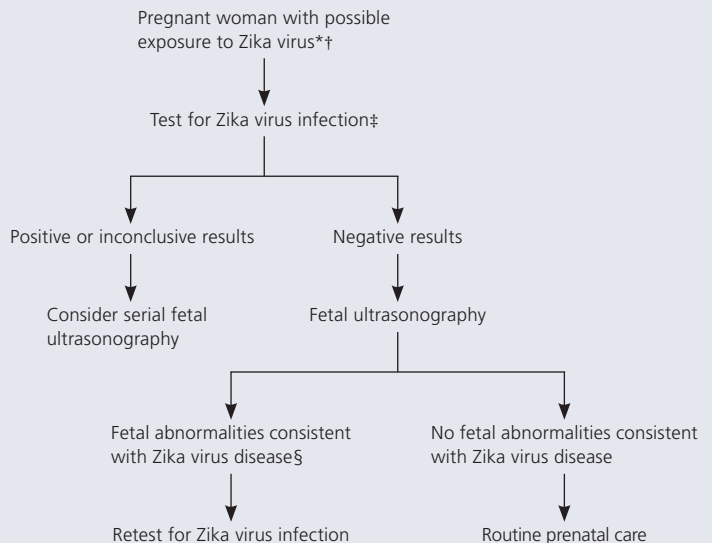 Pregnant woman with possible
exposure to Zika virus*†
Test for Zika virus infection‡
Positive or inconclusive results
Negative results
Consider serial fetal
ultrasonography
Fetal ultrasonography
Fetal abnormalities consistent
with Zika virus disease§
No fetal abnormalities consistent
with Zika virus disease
Retest for Zika virus infection
Routine prenatal care